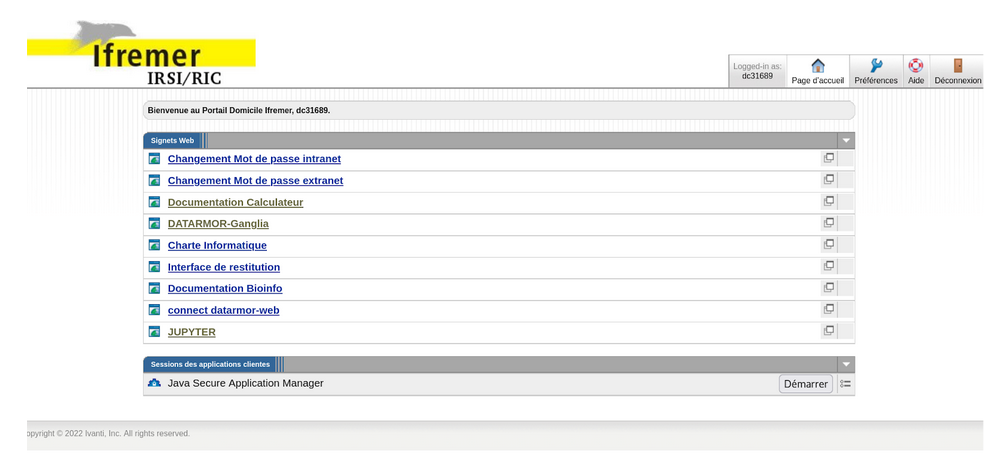 Ifremer
IRSI/RIC
Logged-in as:
dc31689
Page d'accueil
Préférences
Aide
Déconnexion
Bienvenue au Portail Domicile Ifremer, dc31689.
Signets Web
Changement Mot de passe intranet
Changement Mot de passe extranet
Documentation Calculateur
DATARMOR-Ganglia
Charte Informatique
Interface de restitution
Documentation Bioinfo
connect datarmor-web
JUPYTER
Sessions des applications clientes
Java Secure Application Manager
Démarrer
opyright © 2022 Ivanti, Inc. All rights reserved.